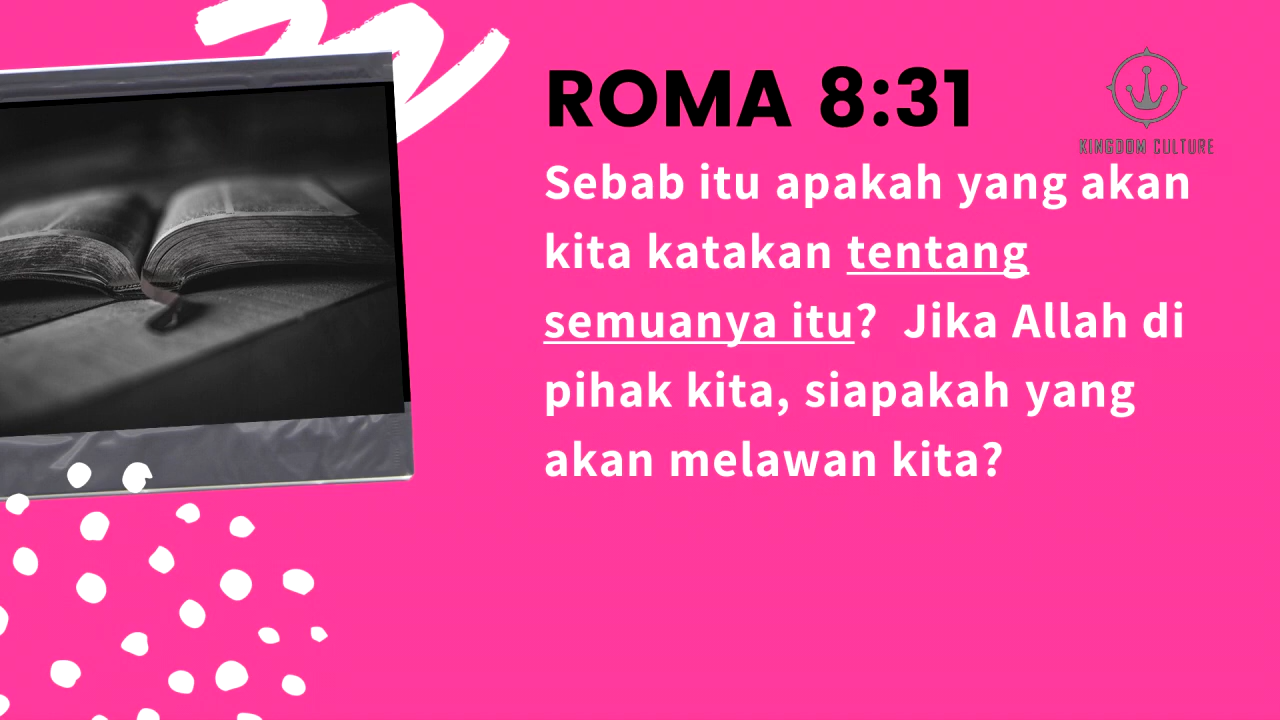 ROMA 8:31
KINGDOM CULTURE
Sebab itu apakah yang akan
kita katakan tentang
semuanya itu?  Jika Allah di
pihak kita, siapakah yang
akan melawan kita?